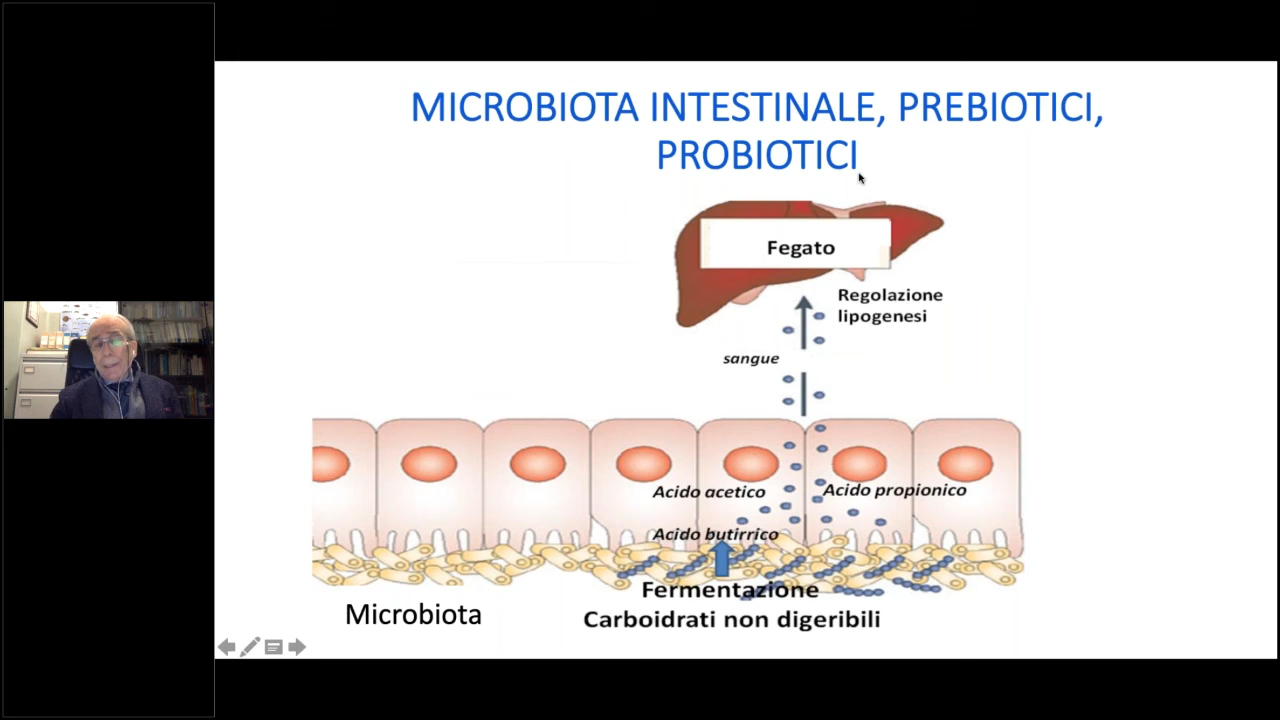 MICROBIOTA INTESTINALE, PREBIOTICI,
PROBIOTICI
Fegato
Regolazione
lipogenesi
sangue
Acido acetico
Acido propionico
Acido butirrico
Fermentazione
Carboidrati non digeribili
Microbiota